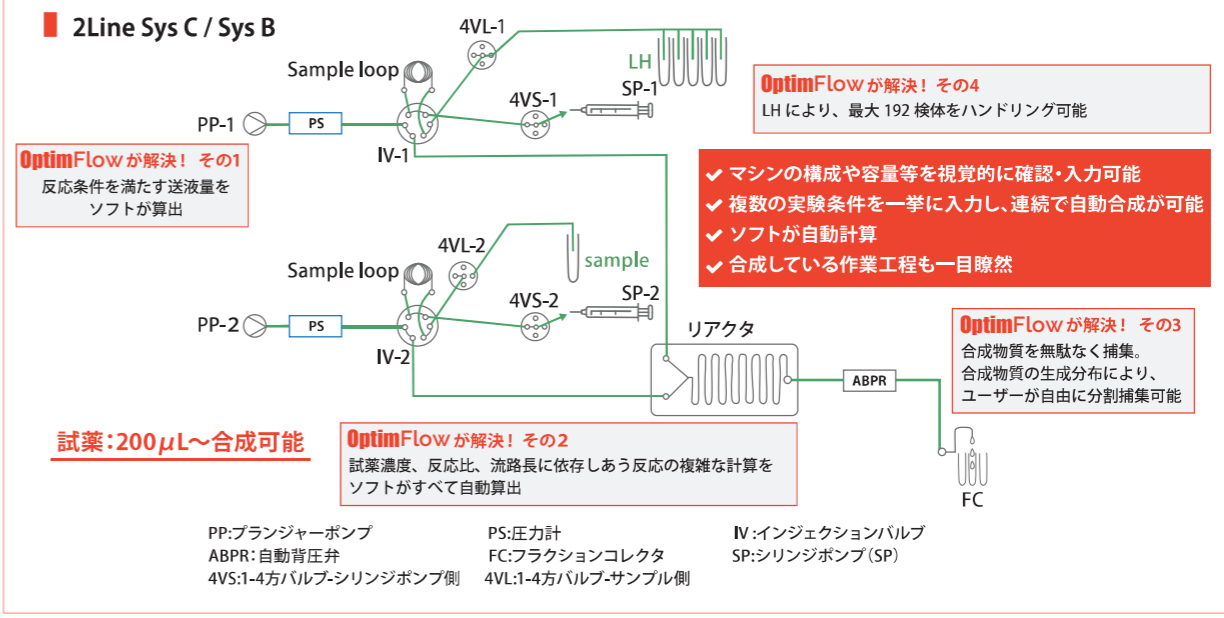 2Line Sys C / Sys B
4VL-1
Sample loop
LH
SP-1
4VS-1
PP-1
PS
IV-1
OptimFlowが解決! その4
LHにより、最大192検体をハンドリング可能
OptimFlowが解決! その1
反応条件を満たす送液量を
ソフトが算出
マシンの構成や容量等を視覚的に確認・入力可能
複数の実験条件を一挙に入力し、連続で自動合成が可能
ソフトが自動計算
合成している作業工程も一目瞭然
4VL-2
sample
Sample loop
4VS-2
SP-2
PP-2
PS
IV-2
リアクタ
ABPR
OptimFlowが解決! その3
合成物質を無駄なく捕集。
合成物質の生成分布により、
ユーザーが自由に分割捕集可能
FC
試薬:200μL〜合成可能
OptimFlowが解決! その2
試薬濃度、反応比、流路長に依存しあう反応の複雑な計算を
ソフトがすべて自動算出
PP:プランジャーポンプ PS:圧力計 IV:インジェクションバルブ
ABPR:自動背圧弁 FC:フラクションコレクタ SP:シリンジポンプ(SP)
4VS:1-4方バルブ-シリンジポンプ側 4VL:1-4方バルブ-サンプル側